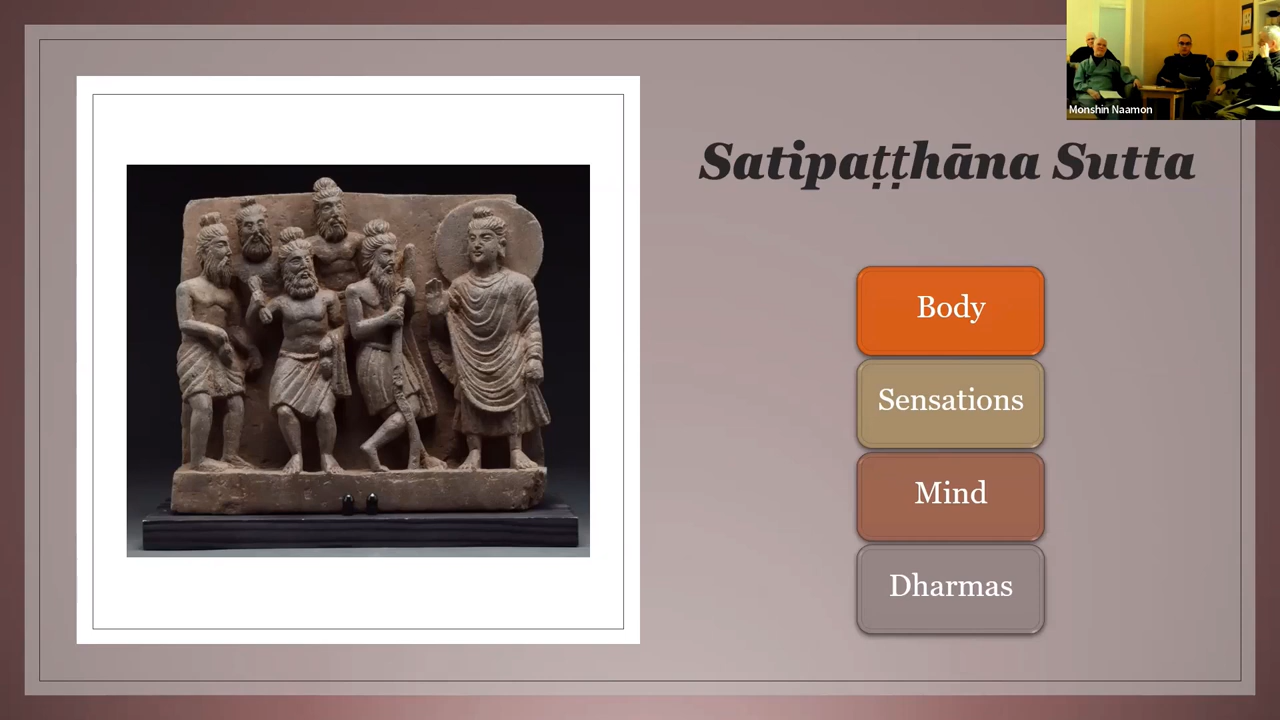 Monshin Naamon
Satipaṭṭhāna Sutta
Body
Sensations
Mind
Dharmas